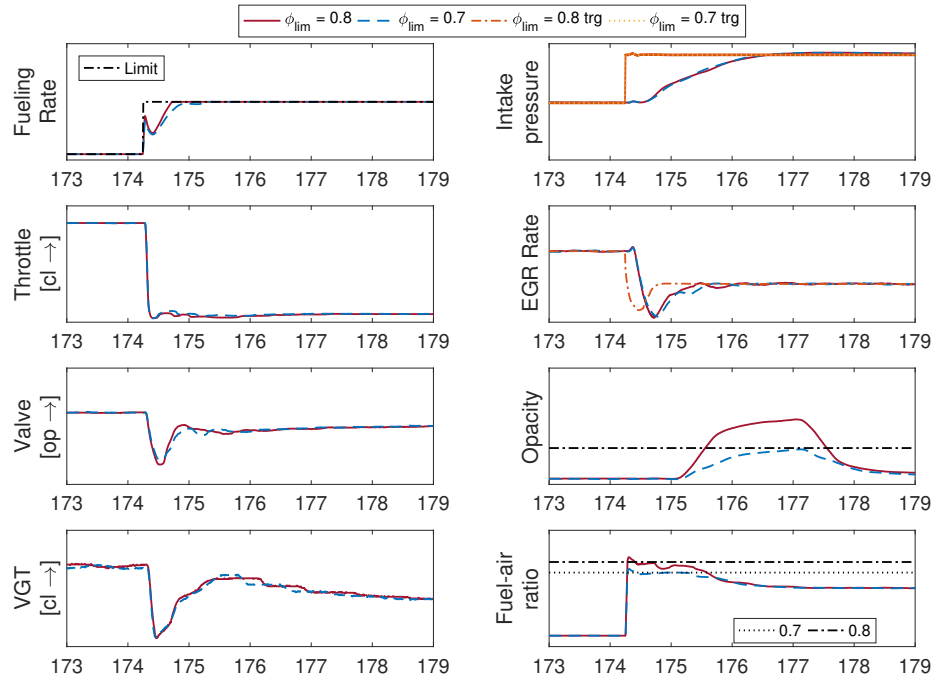 ϕlim = 0.8 ϕlim = 0.7 ϕlim = 0.8 trg ϕlim = 0.7 trg
Fueling
Rate
Limit
173 174 175 176 177 178 179
Intake
pressure
173 174 175 176 177 178 179
Throttle
[cl →]
173 174 175 176 177 178 179
EGR Rate
173 174 175 176 177 178 179
Valve
[op →]
173 174 175 176 177 178 179
Opacity
173 174 175 176 177 178 179
VGT
[cl →]
173 174 175 176 177 178 179
Fuel-air
ratio
0.7 0.8
173 174 175 176 177 178 179